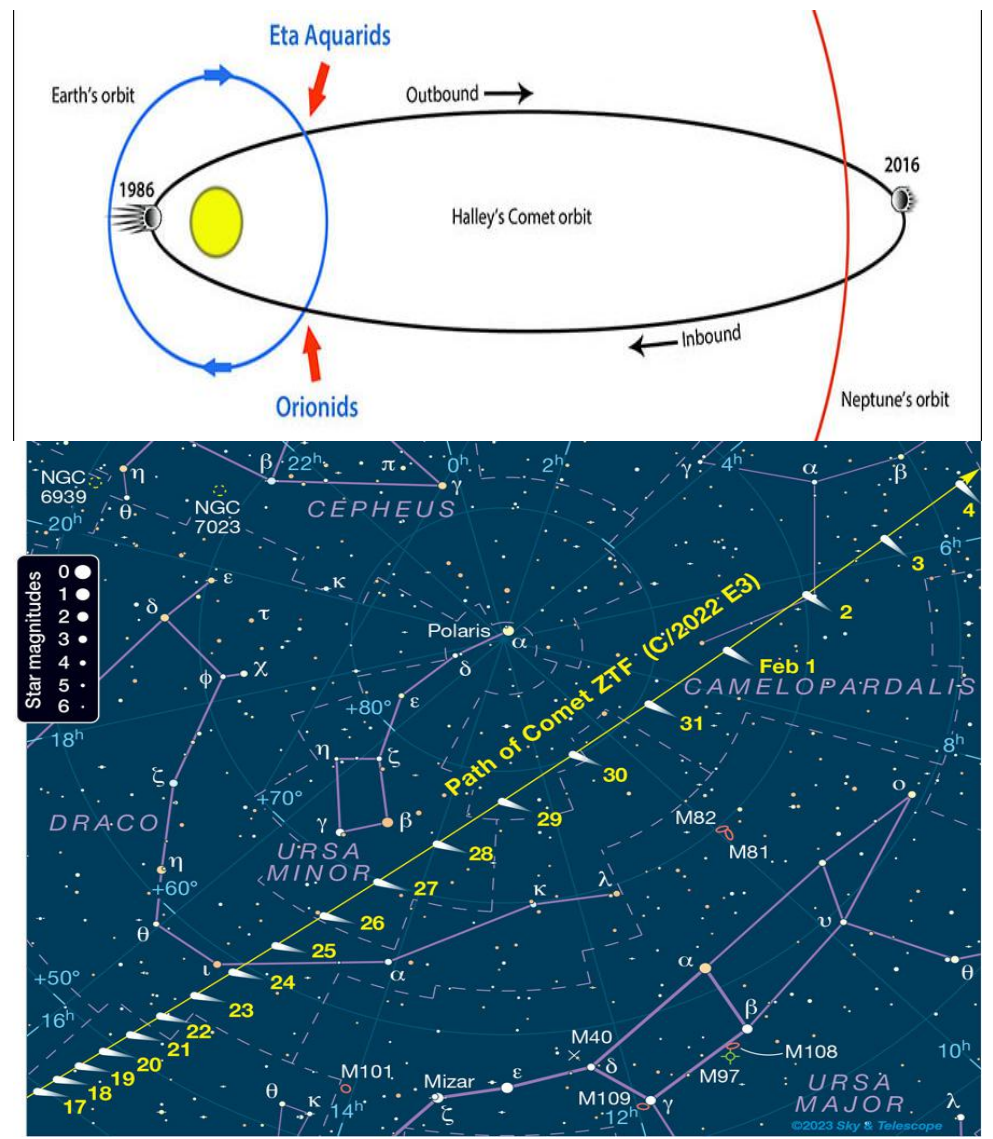 Eta Aquarids
Earth's orbit
Outbound
1986
2016
Halley's Comet orbit
Inbound
Orionids
Neptune's orbit
NGC
6939
η
θ
NGC
7023
β
22h
π
0h
γ
2h
γ
4h
α
β
CEPHEUS
20h
4
6h
3
Star magnitudes
0
1
2
3
4
5
6
ε
δ
κ
τ
Polaris
α
δ
2
χ
φ
Path of Comet ZTF (C/2022 E3)
Feb 1
CAMELOPARDALIS
+80°
ε
31
18h
η
ζ
30
8h
ζ
+70°
ο
DRACO
γ
β
29
M82
M81
URSA
MINOR
28
η
+60°
27
κ
λ
θ
26
υ
25
ι
α
α
θ
24
+50°
23
16h
22
β
21
M40
M108
10h
20
M101
δ
M97
19
Mizar
ε
18
θ
κ
14h
ζ
M109
12h
γ
URSA
MAJOR
λ
17
©2023 Sky & Telescope